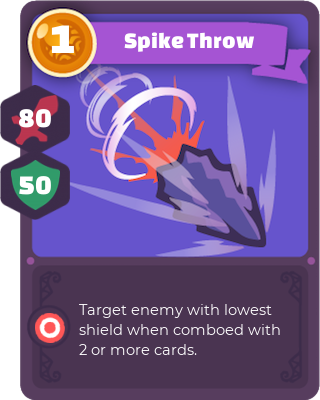 1
Spike Throw
80
50
Target enemy with lowest
shield when comboed with
2 or more cards.